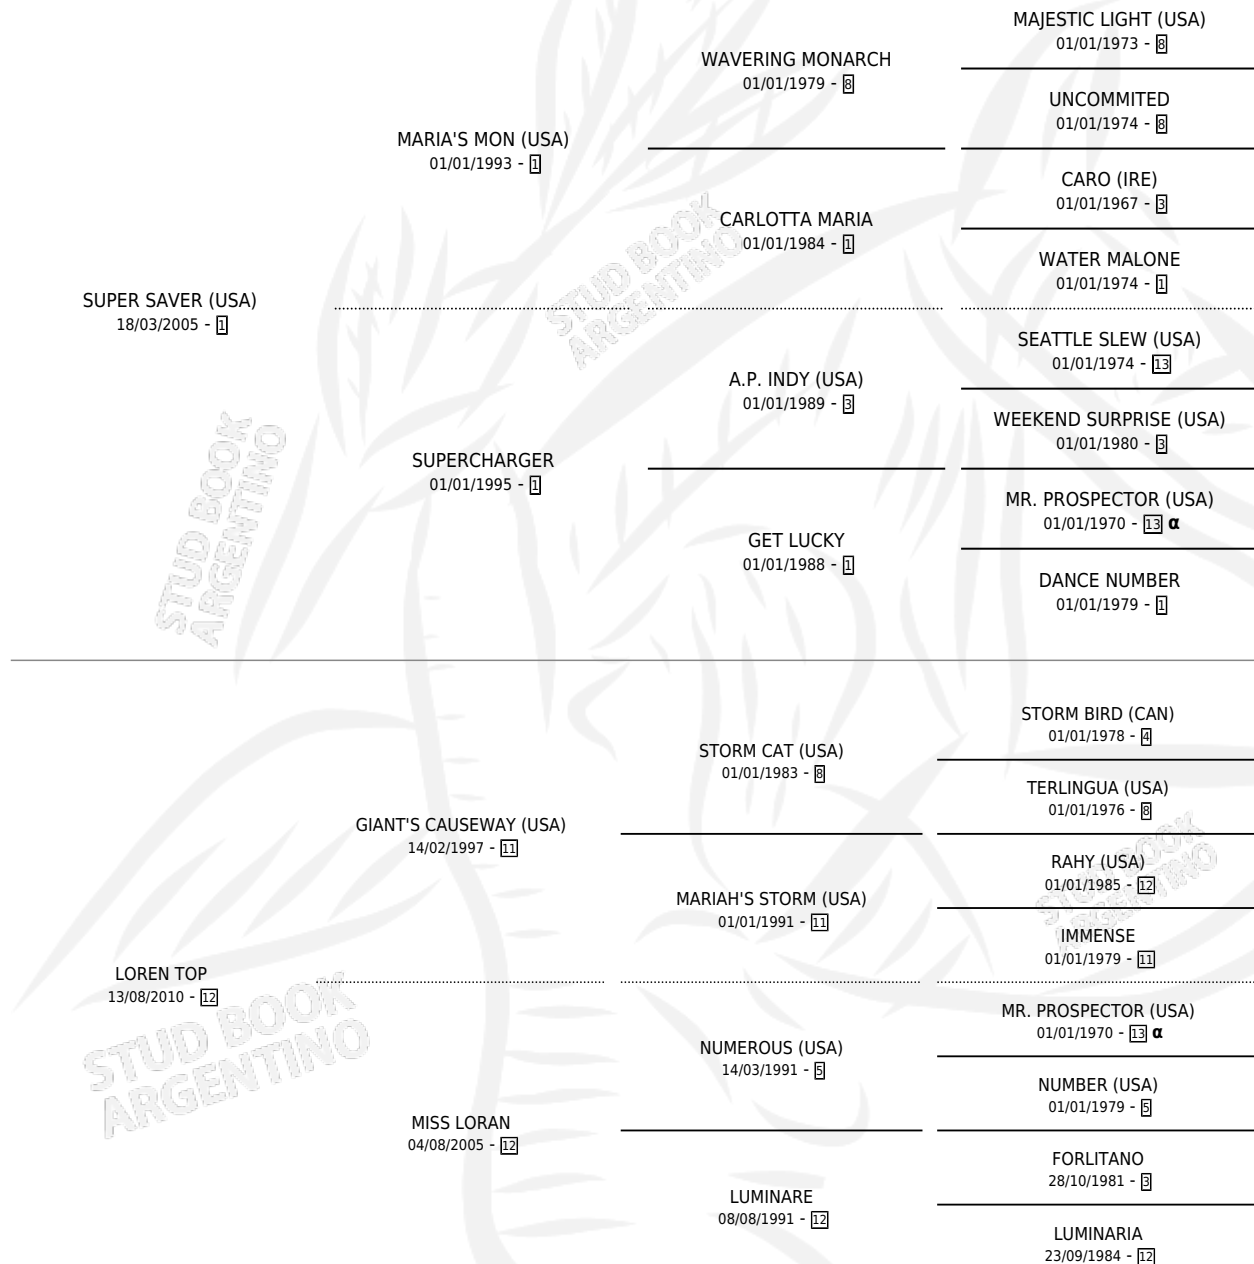 MAJESTIC LIGHT (USA)
01/01/1973 - 8
WAVERING MONARCH
01/01/1979 - 8
UNCOMMITED
01/01/1974 - 8
MARIA'S MON (USA)
01/01/1993 - 1
CARO (IRE)
01/01/1967 - 3
CARLOTTA MARIA
01/01/1984 - 1
WATER MALONE
01/01/1974 - 1
SUPER SAVER (USA)
18/03/2005 - 1
SEATTLE SLEW (USA)
01/01/1974 - 13
A.P. INDY (USA)
01/01/1989 - 3
WEEKEND SURPRISE (USA)
01/01/1980 - 3
SUPERCHARGER
01/01/1995 - 1
MR. PROSPECTOR (USA)
01/01/1970 - 13 α
GET LUCKY
01/01/1988 - 1
DANCE NUMBER
01/01/1979 - 1
STORM BIRD (CAN)
01/01/1978 - 4
STORM CAT (USA)
01/01/1983 - 8
TERLINGUA (USA)
01/01/1976 - 8
GIANT'S CAUSEWAY (USA)
14/02/1997 - 11
RAHY (USA)
01/01/1985 - 12
MARIAH'S STORM (USA)
01/01/1991 - 11
IMMENSE
01/01/1979 - 11
LOREN TOP
13/08/2010 - 12
MR. PROSPECTOR (USA)
01/01/1970 - 13 α
NUMEROUS (USA)
14/03/1991 - 5
NUMBER (USA)
01/01/1979 - 5
MISS LORAN
04/08/2005 - 12
FORLITANO
28/10/1981 - 3
LUMINARE
08/08/1991 - 12
LUMINARIA
23/09/1984 - 12
STUD BOOK
ARGENTINO
STUD BOOK
ARGENTINO
STUD BOOK
ARGENTINO
STUD BOOK
ARGENTINO